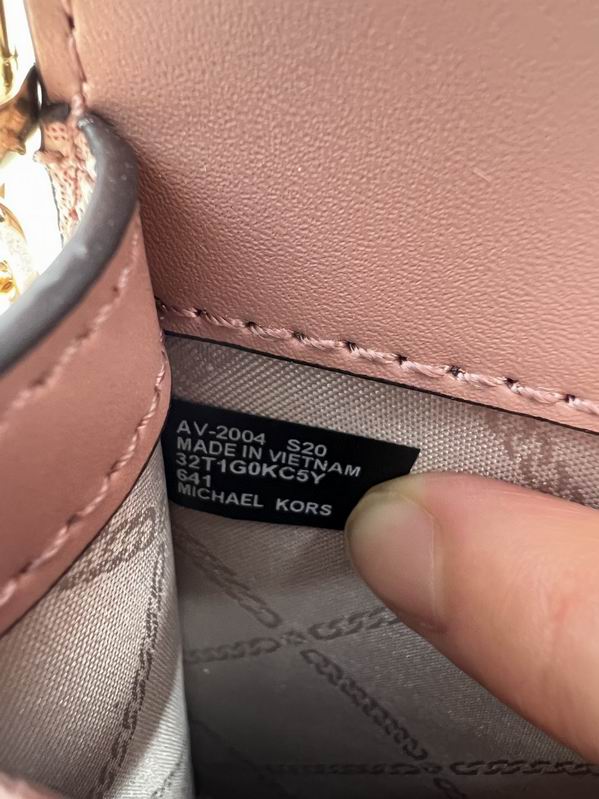 AV-2004 S20
MADE IN VIETNAM
32T1G0KC5Y
641
MICHAEL KORS